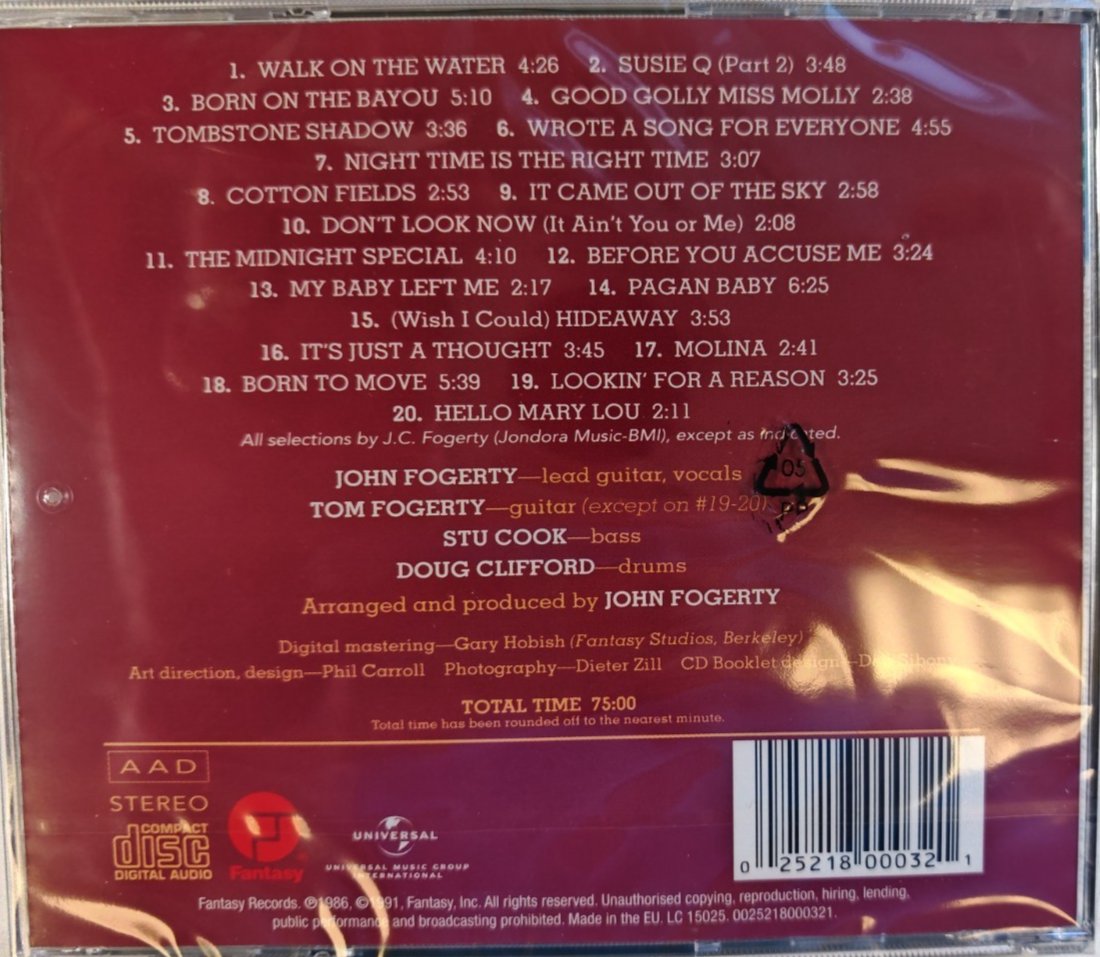 1. WALK ON THE WATER 4:26 2. SUSIE Q (Part 2) 3:48
3. BORN ON THE BAYOU 5:10 4. GOOD GOLLY MISS MOLLY 2:38
5. TOMBSTONE SHADOW 3:36 6. WROTE A SONG FOR EVERYONE 4:55
7. NIGHT TIME IS THE RIGHT TIME 3:07
8. COTTON FIELDS 2:53 9. IT CAME OUT OF THE SKY 2:58
10. DON'T LOOK NOW (It Ain't You or Me) 2:08
11. THE MIDNIGHT SPECIAL 4:10 12. BEFORE YOU ACCUSE ME 3:24
13. MY BABY LEFT ME 2:17 14. PAGAN BABY 6:25
15. (Wish I Could) HIDEAWAY 3:53
16. IT'S JUST A THOUGHT 3:45 17. MOLINA 2:41
18. BORN TO MOVE 5:39 19. LOOKIN' FOR A REASON 3:25
20. HELLO MARY LOU 2:11
All selections by J.C. Fogerty (Jondora Music-BMI), except as indicated.
JOHN FOGERTY—lead guitar, vocals
05
TOM FOGERTY—guitar (except on #19-20)
PP
STU COOK—bass
DOUG CLIFFORD—drums
Arranged and produced by JOHN FOGERTY
Digital mastering—Gary Hobish (Fantasy Studios, Berkeley)
Art direction, design—Phil Carroll Photography—Dieter Zill CD Booklet design—
TOTAL TIME 75:00
Total time has been rounded off to the nearest minute.
AAD
STEREO
COMPACT
disc
DIGITAL AUDIO
Fantasy
UNIVERSAL
UNIVERSAL MUSIC GROUP
INTERNATIONAL
0 25218 00032 1
Fantasy Records. ℗1986, ©1991, Fantasy, Inc. All rights reserved. Unauthorised copying, reproduction, hiring, lending,
public performance and broadcasting prohibited. Made in the EU. LC 15025. 0025218000321.